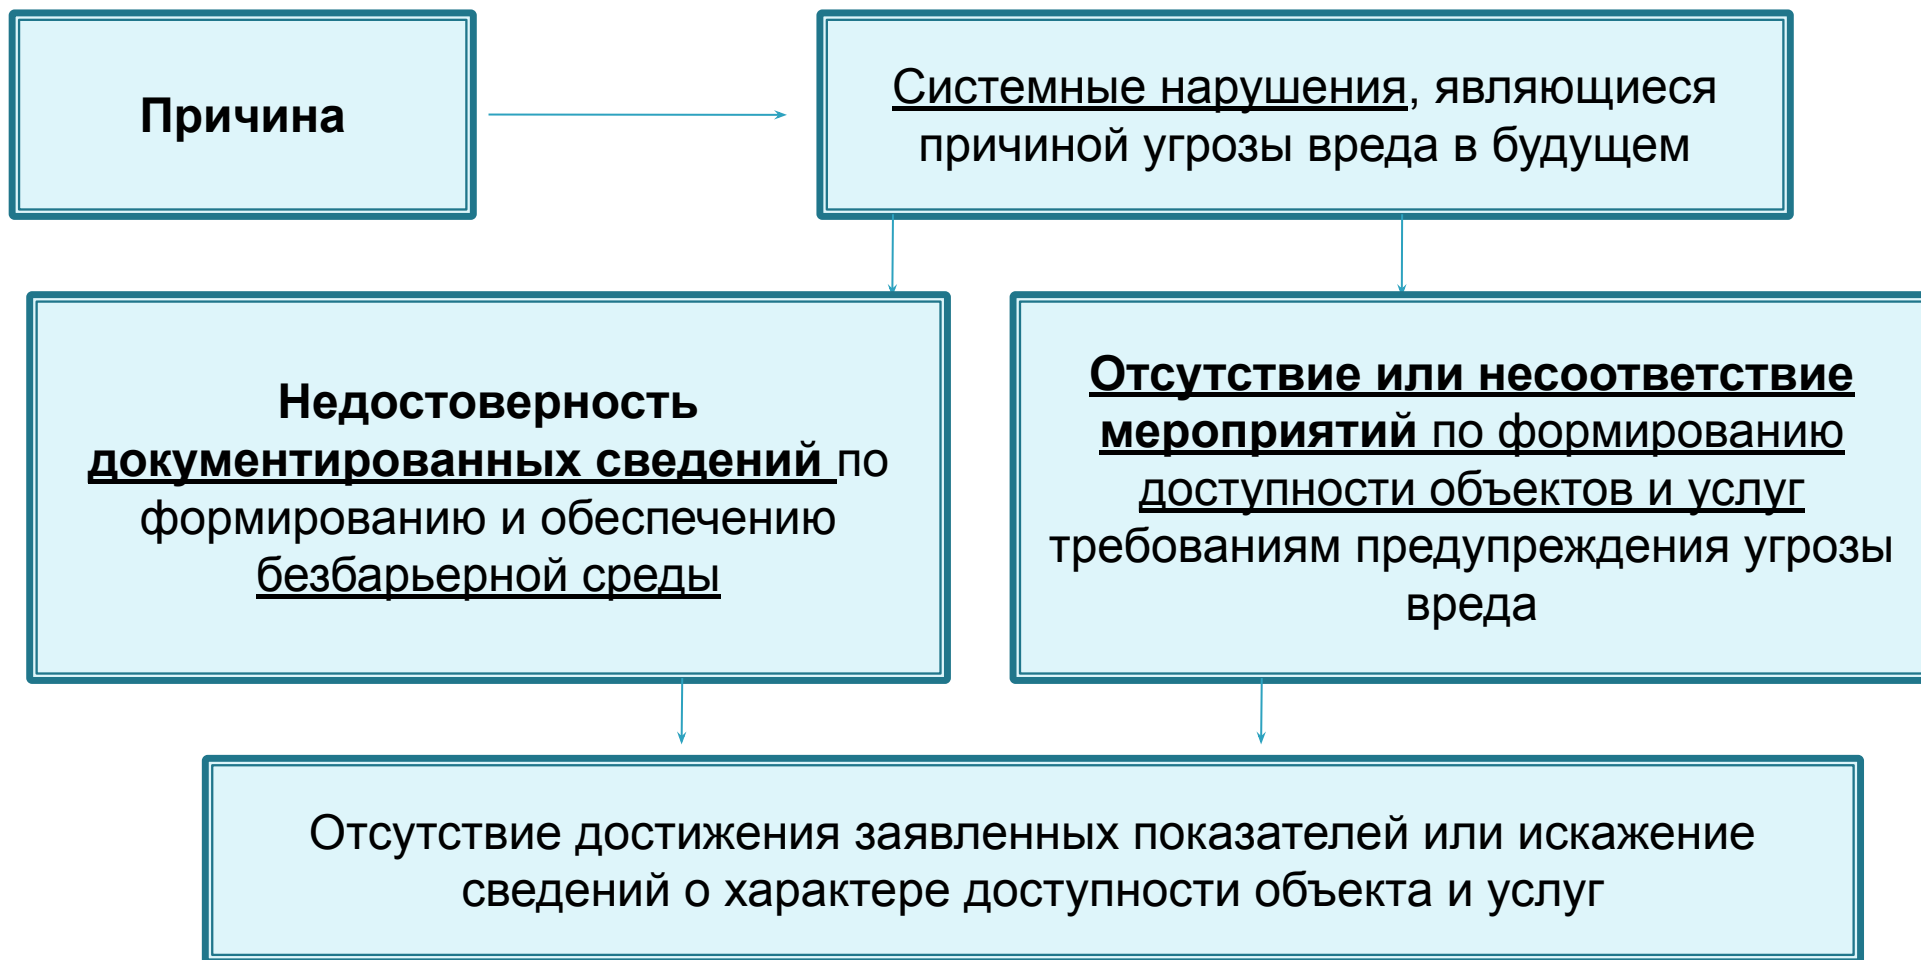 Причина
Системные нарушения, являющиеся
причиной угрозы вреда в будущем
Недостоверность
документированных сведений по
формированию и обеспечению
безбарьерной среды
Отсутствие или несоответствие
мероприятий по формированию
доступности объектов и услуг
требованиям предупреждения угрозы
вреда
Отсутствие достижения заявленных показателей или искажение
сведений о характере доступности объекта и услуг